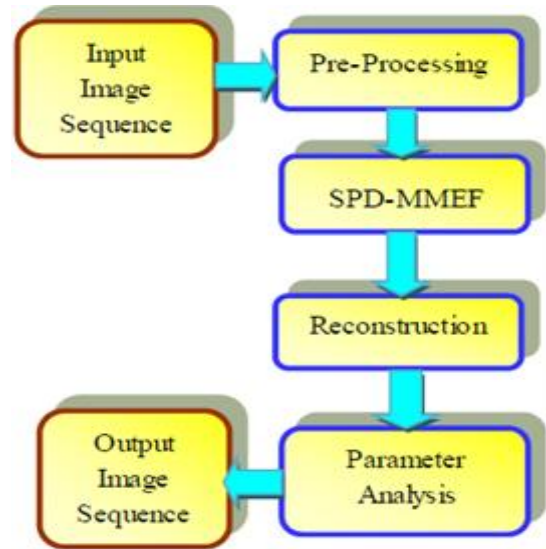 Input
Image
Sequence
Pre-Processing
SPD-MMEF
Reconstruction
Parameter
Analysis
Output
Image
Sequence